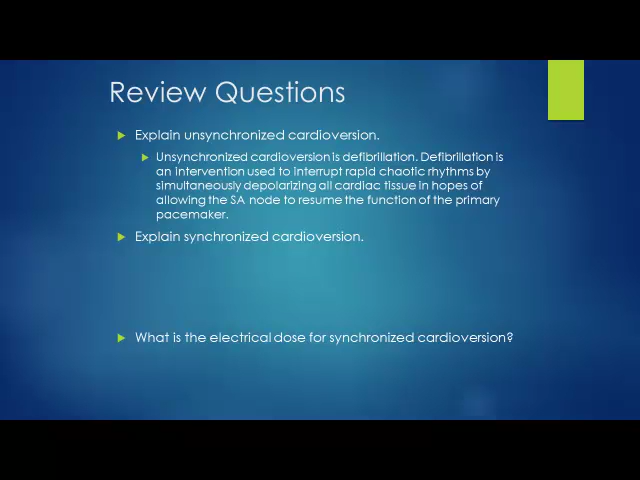 Review Questions
Explain unsynchronized cardioversion.
Unsynchronized cardioversion is defibrillation. Defibrillation is
an intervention used to interrupt rapid chaotic rhythms by
simultaneously depolarizing all cardiac tissue in hopes of
allowing the SA node to resume the function of the primary
pacemaker.
Explain synchronized cardioversion.
What is the electrical dose for synchronized cardioversion?